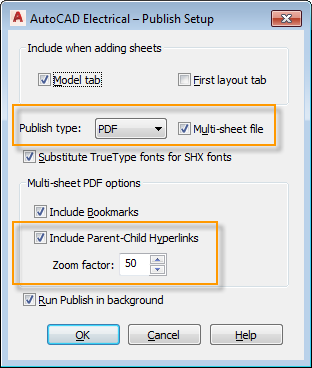 AutoCAD Electrical – Publish Setup
Include when adding sheets
Model tab
First layout tab
Publish type: PDF
Multi-sheet file
Substitute TrueType fonts for SHX fonts
Multi-sheet PDF options
Include Bookmarks
Include Parent-Child Hyperlinks
Zoom factor: 50
Run Publish in background
OK
Cancel
Help